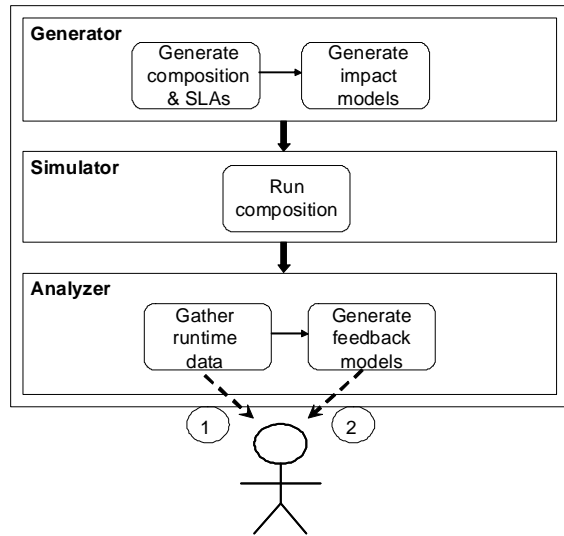 Generator
Generate
composition
& SLAs
Generate
impact
models
Simulator
Run
composition
Analyzer
Gather
runtime
data
Generate
feedback
models
1
2